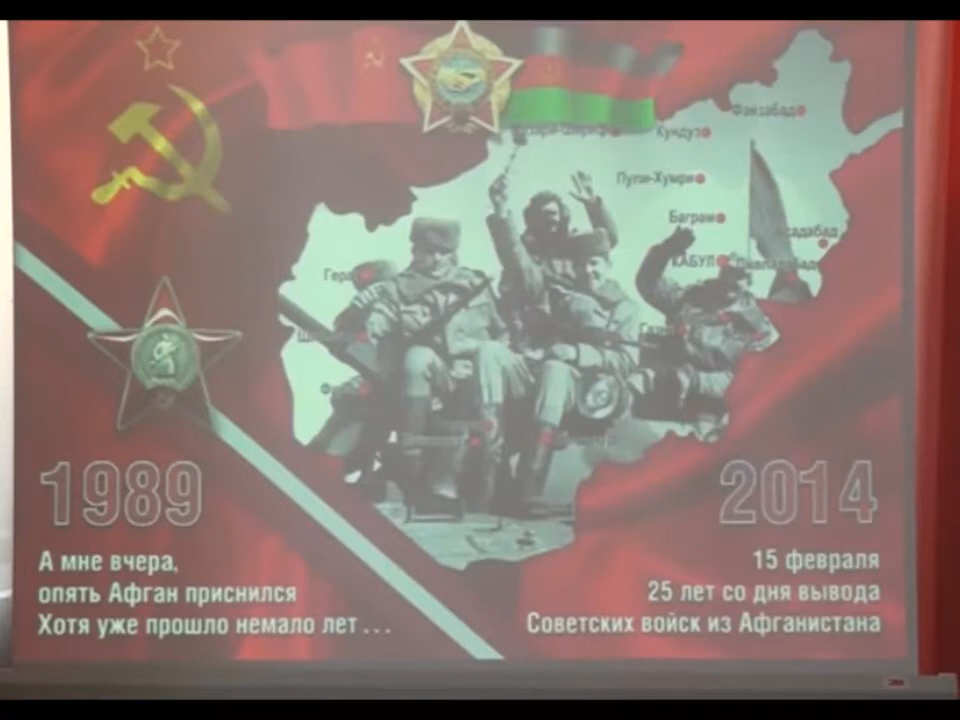 Файзабад
Кундуз
Пули-Хумри
Баграм
КАБУЛ
1989
2014
А мне вчера,
опять Афган приснился
Хотя уже прошло немало лет...
15 февраля
25 лет со дня вывода
Советских войск из Афганистана